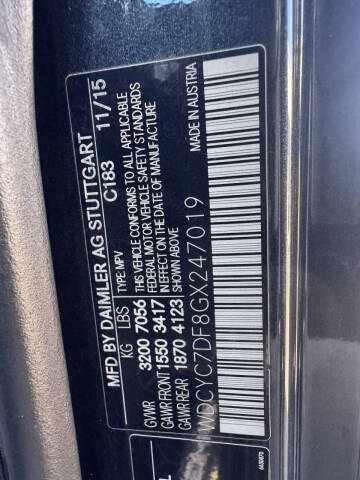 MFD BY DAIMLER AG STUTTGART
C183 11/15
KG LBS TYPE: MPV
GVWR 3200 7056
GAWR FRONT 1550 3417
GAWR REAR 1870 4123
THIS VEHICLE CONFORMS TO ALL APPLICABLE
FEDERAL MOTOR VEHICLE SAFETY STANDARDS
IN EFFECT ON THE DATE OF MANUFACTURE
SHOWN ABOVE
MADE IN AUSTRIA
WDCYC7DF8GX247019